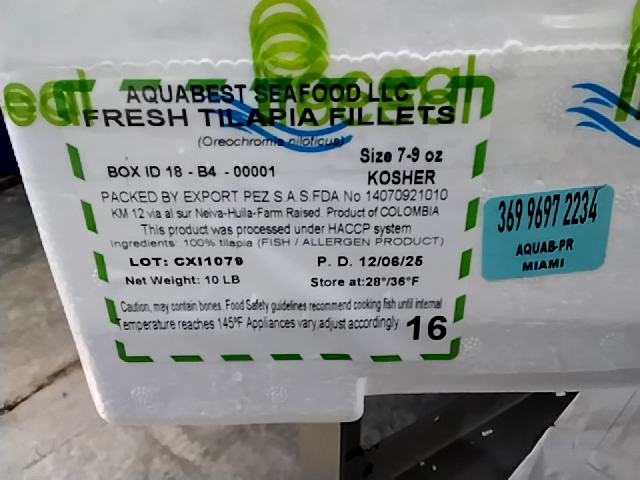 AQUABEST SEAFOOD LLC
FRESH TILAPIA FILLETS
(Oreochromis niloticus)
Size 7-9 oz
BOX ID 18 - B4 - 00001
KOSHER
PACKED BY EXPORT PEZ S.A.S.FDA No 14070921010
KM 12 via al sur Neiva-Huila-Farm Raised. Product of COLOMBIA
This product was processed under HACCP system
Ingredients: 100% tilapia (FISH / ALLERGEN PRODUCT)
LOT: CXI1079 P. D. 12/06/25
Net Weight: 10 LB Store at:28°/36°F
Caution, may contain bones. Food Safety guidelines recommend cooking fish until internal
Temperature reaches 145ºF Appliances vary,adjust accordingly 16
369 9697 2234
AQUAB-PR
MIAMI